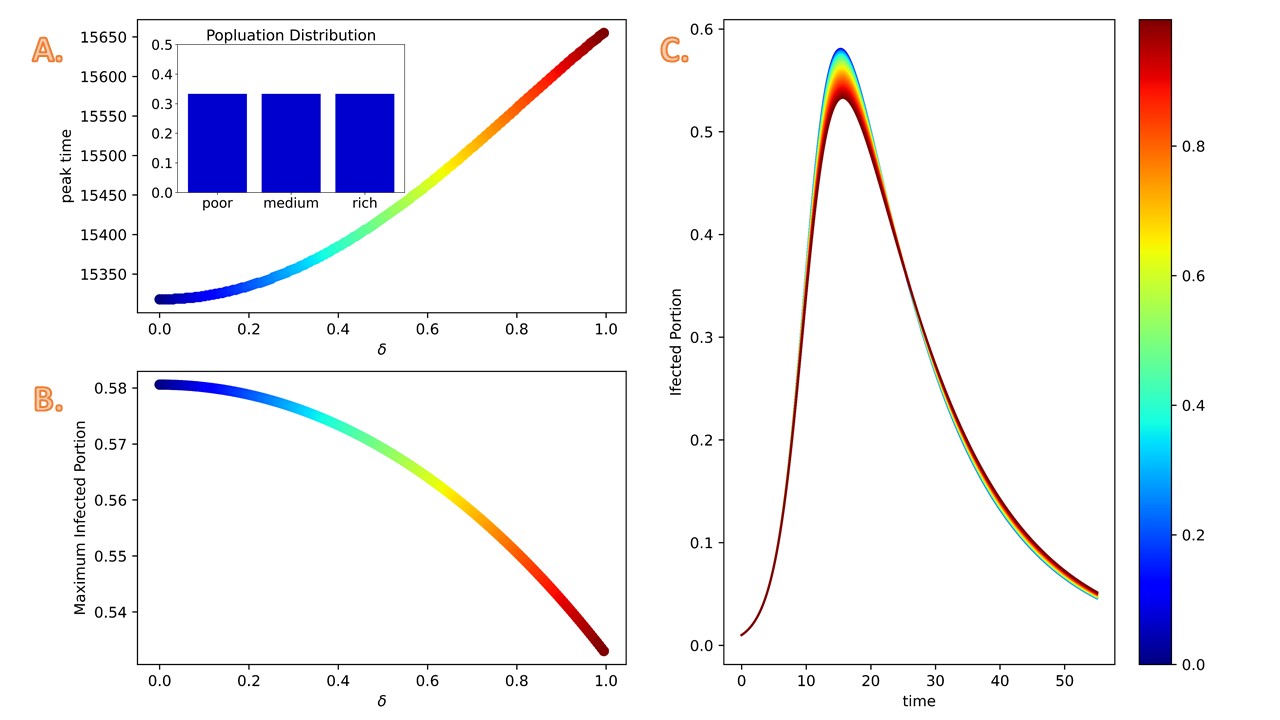 A.
Popluation Distribution
0.5
0.4
0.3
0.2
0.1
0.0
poor medium rich
15650
15600
15550
15500
15450
15400
15350
peak time
0.0 0.2 0.4 0.6 0.8 1.0
δ
B.
0.58
0.57
0.56
0.55
0.54
Maximum Infected Portion
0.0 0.2 0.4 0.6 0.8 1.0
δ
C.
0.6
0.5
0.4
0.3
0.2
0.1
0.0
Ifected Portion
0 10 20 30 40 50
time
0.8
0.6
0.4
0.2
0.0